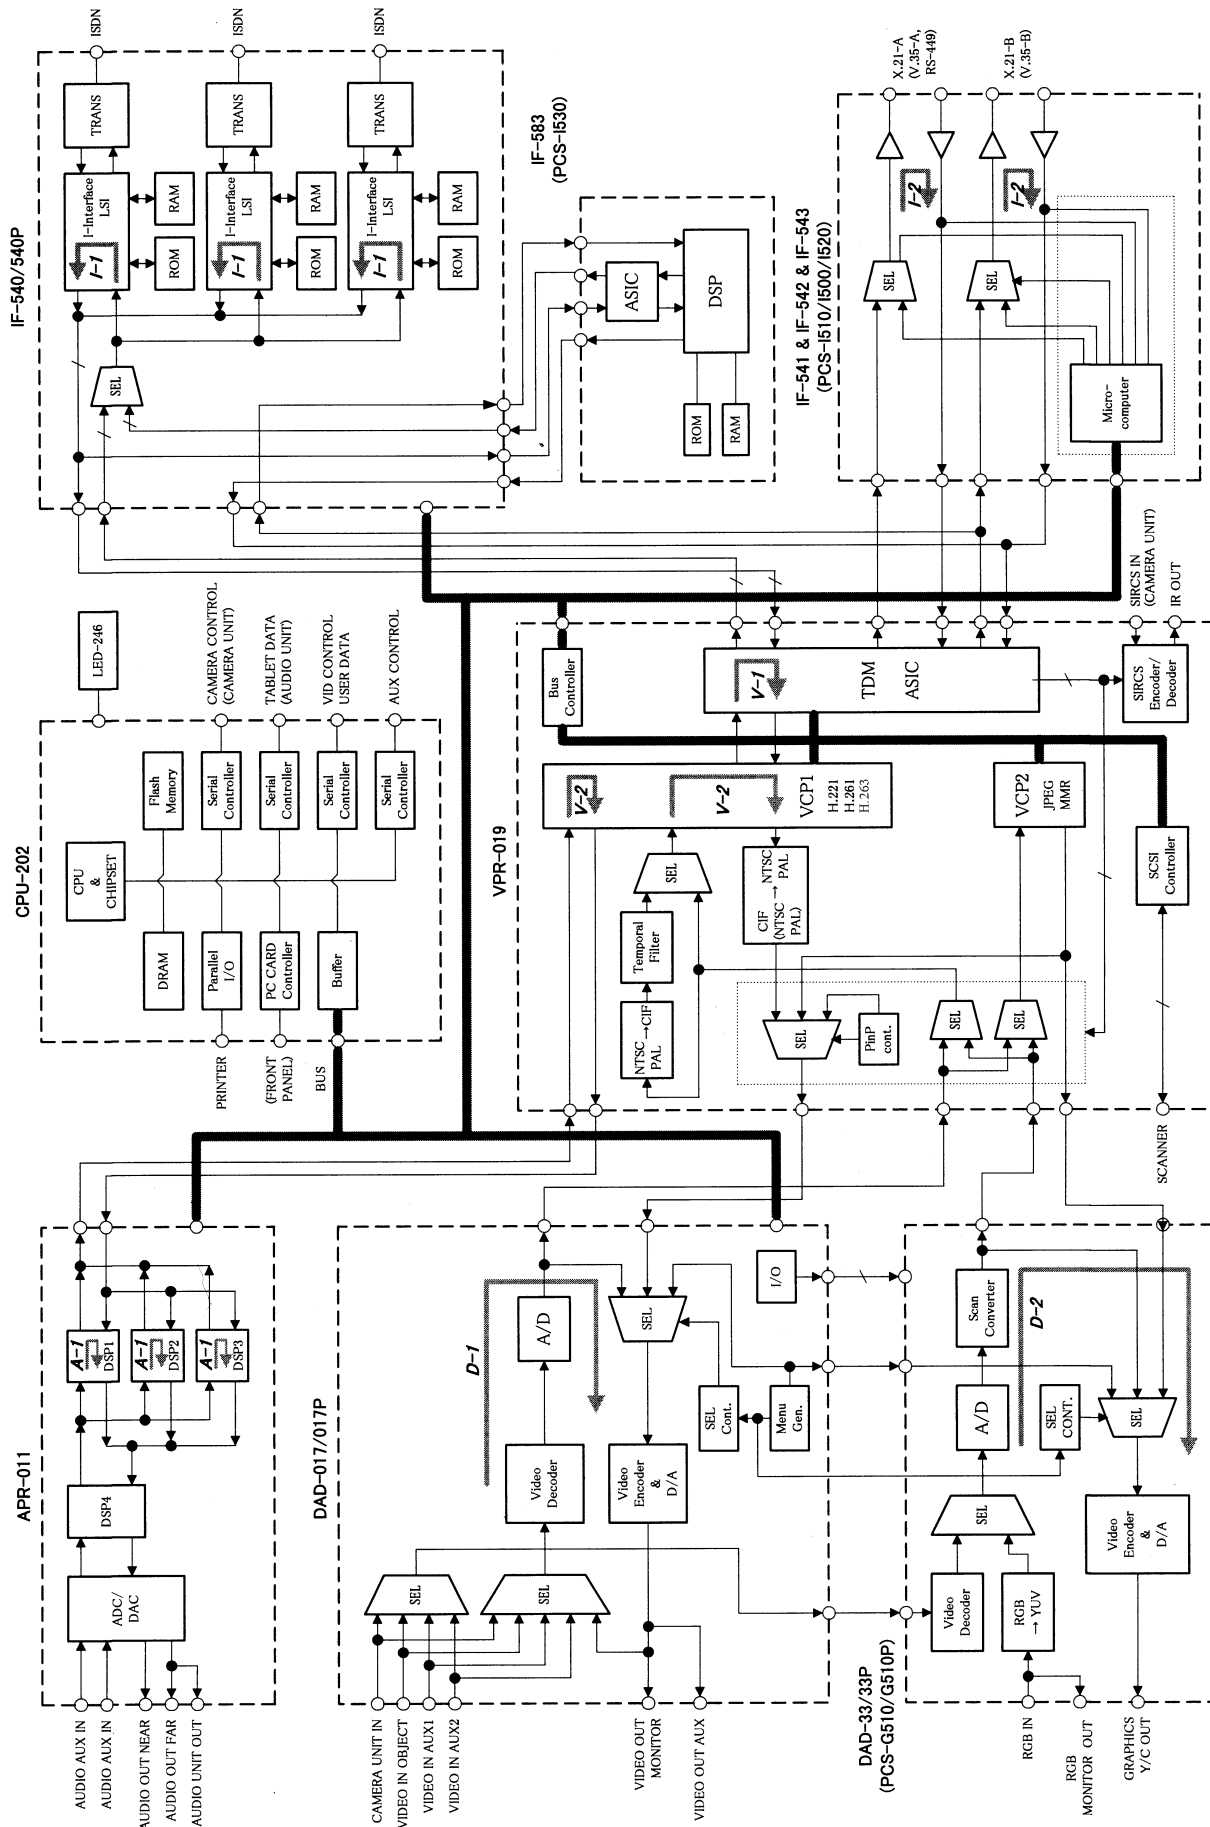 APR-011
AUDIO AUX IN
AUDIO AUX IN
AUDIO OUT NEAR
AUDIO OUT FAR
AUDIO UNIT OUT
ADC/
DAC
DSP4
A-1
DSP1
A-1
DSP2
A-1
DSP3
CPU-202
CPU
&
CHIPSET
DRAM
Flash
Memory
Parallel
I/O
Serial
Controller
PC CARD
Controller
Serial
Controller
Buffer
Serial
Controller
Serial
Controller
PRINTER
(FRONT
PANEL)
BUS
LED-246
CAMERA CONTROL
(CAMERA UNIT)
TABLET DATA
(AUDIO UNIT)
VID CONTROL
USER DATA
AUX CONTROL
IF-540/540P
SEL
I-1
I-Interface
LSI
ROM
RAM
TRANS
ISDN
I-1
I-Interface
LSI
ROM
RAM
TRANS
ISDN
I-1
I-Interface
LSI
ROM
RAM
TRANS
ISDN
IF-583
(PCS-I530)
ASIC
DSP
ROM
RAM
DAD-017/017P
CAMERA UNIT IN
VIDEO IN OBJECT
VIDEO IN AUX1
VIDEO IN AUX2
VIDEO OUT
MONITOR
VIDEO OUT AUX
SEL
SEL
Video
Decoder
A/D
D-1
Video
Encoder
&
D/A
SEL
SEL
Cont.
Menu
Gen.
I/O
VPR-019
NTSC→CIF
PAL
Temporal
Filter
SEL
V-2
V-2
VCP1
H.221
H.261
H.263
CIF → NTSC
(NTSC PAL
PAL)
SEL
PinP
cont.
SEL
SEL
VCP2
JPEG
MMR
Bus
Controller
V-1
TDM
ASIC
SCSI
Controller
SIRCS
Encoder/
Decoder
SIRCS IN
(CAMERA UNIT)
IR OUT
SCANNER
IF-541 & IF-542 & IF-543
(PCS-I510/I500/I520)
SEL
SEL
I-2
I-2
Micro-
computer
X.21-A
(V.35-A,
RS-449)
X.21-B
(V.35-B)
DAD-33/33P
(PCS-G510/G510P)
Video
Decoder
RGB
→ YUV
SEL
A/D
Scan
Converter
D-2
SEL
CONT.
SEL
Video
Encoder
&
D/A
RGB IN
RGB
MONITOR OUT
GRAPHICS
Y/C OUT